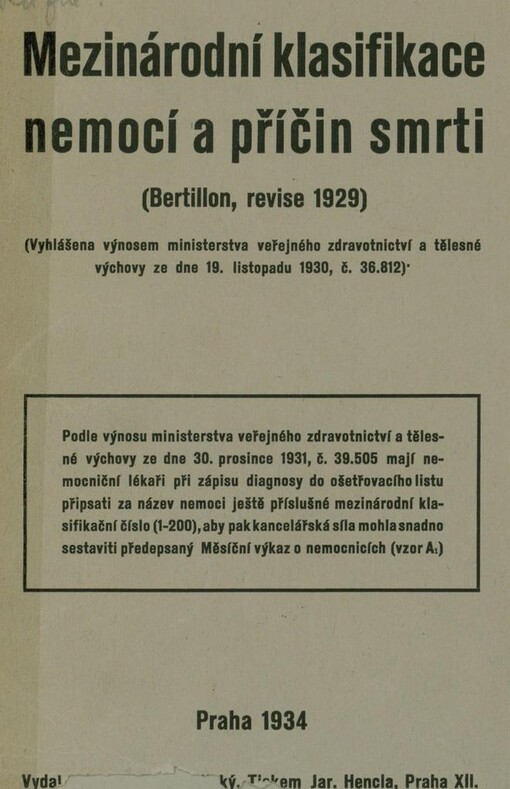 Mezinárodní klasifikace
nemocí a příčin smrti
(Bertillon, revise 1929)
(Vyhlášena výnosem ministerstva veřejného zdravotnictví a tělesné
výchovy ze dne 19. listopadu 1930, č. 36.812)·
Podle výnosu ministerstva veřejného zdravotnictví a těles-
né výchovy ze dne 30. prosince 1931, č. 39.505 mají ne-
mocniční lékaři při zápisu diagnosy do ošetřovacího listu
připsati za název nemoci ještě příslušné mezinárodní kla-
sifikační číslo (1-200), aby pak kancelářská síla mohla snadno
sestaviti předepsaný Měsíční výkaz o nemocnicích (vzor A₁)
Praha 1934
Vydal ký. Tiskem Jar. Hencla, Praha XII.